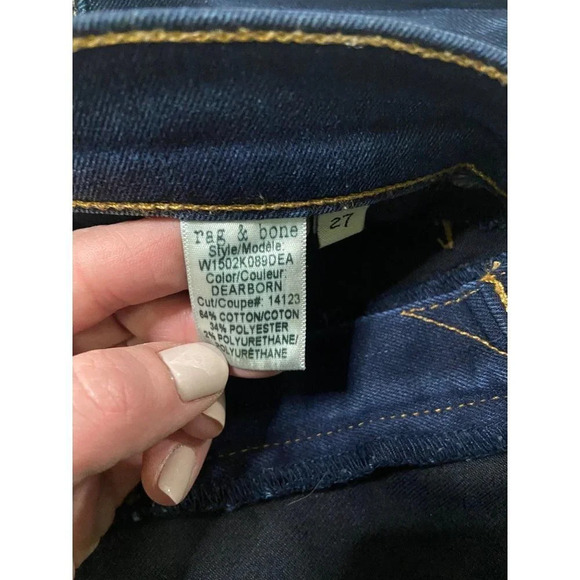 rag & bone
Style/Modèle:
W1502K089DEA
Color/Couleur:
DEARBORN
Cut/Coupe#: 14123
64% COTTON/COTON
34% POLYESTER
2% POLYURETHANE/
POLYURÉTHANE
27